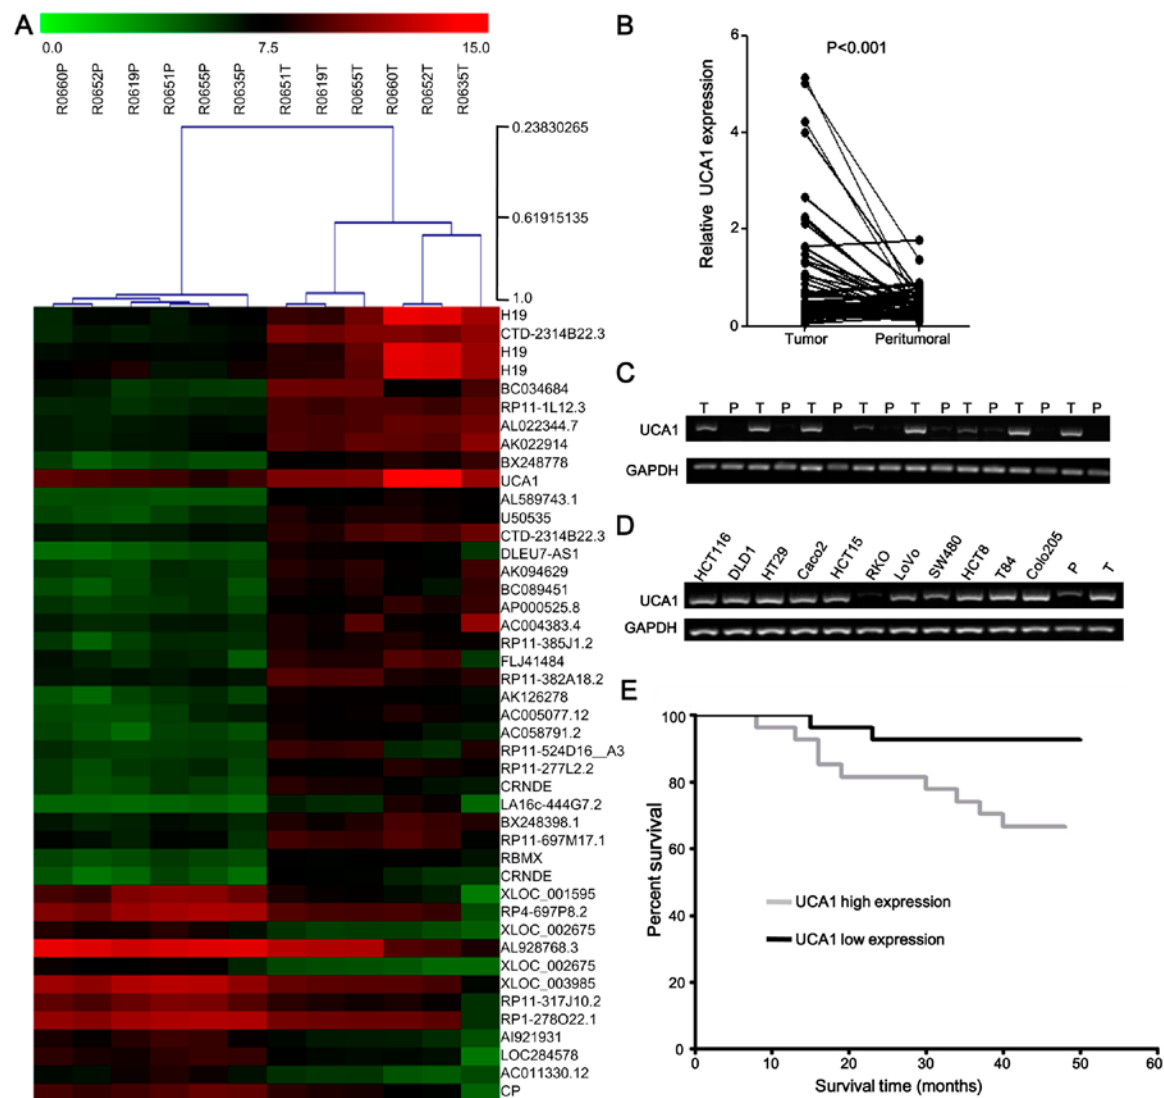 A
0.0 7.5 15.0
R0660P R0652P R0619P R0651P R0655P R0635P R0651T R0619T R0655T R0660T R0652T R0635T
0.23830265
0.61915135
1.0
H19
CTD-2314B22.3
H19
H19
BC034684
RP11-1L12.3
AL022344.7
AK022914
BX248778
UCA1
AL589743.1
U50535
CTD-2314B22.3
DLEU7-AS1
AK094629
BC089451
AP000525.8
AC004383.4
RP11-385J1.2
FLJ41484
RP11-382A18.2
AK126278
AC005077.12
AC058791.2
RP11-524D16__A3
RP11-277L2.2
CRNDE
LA16c-444G7.2
BX248398.1
RP11-697M17.1
RBMX
CRNDE
XLOC_001595
RP4-697P8.2
XLOC_002675
AL928768.3
XLOC_002675
XLOC_003985
RP11-317J10.2
RP1-278O22.1
AI921931
LOC284578
AC011330.12
CP
B
P<0.001
Relative UCA1 expression
6
4
2
0
Tumor Peritumoral
C
T P T P T P T P T P T P T P T P
UCA1
GAPDH
D
HCT116 DLD1 HT29 Caco2 HCT15 RKO LoVo SW480 HCT8 T84 Colo205 P T
UCA1
GAPDH
E
Percent survival
100
80
60
40
20
0
UCA1 high expression
UCA1 low expression
0 10 20 30 40 50 60
Survival time (months)